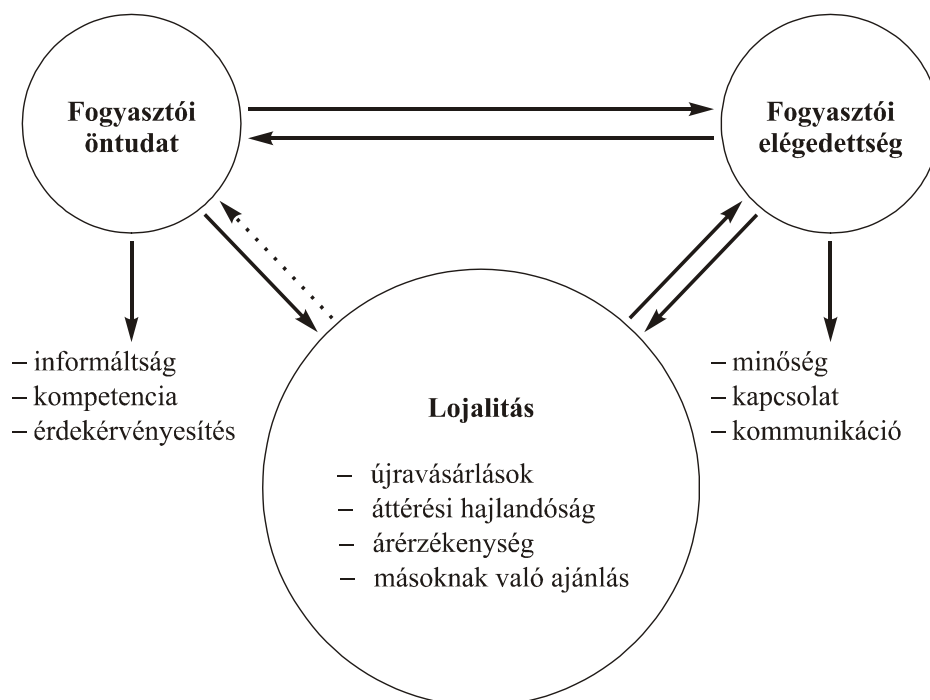 Fogyasztói
öntudat
Fogyasztói
elégedettség
– informáltság
– kompetencia
– érdekérvényesítés
– minőség
– kapcsolat
– kommunikáció
Lojalitás
– újravásárlások
– áttérési hajlandóság
– árérzékenység
– másoknak való ajánlás